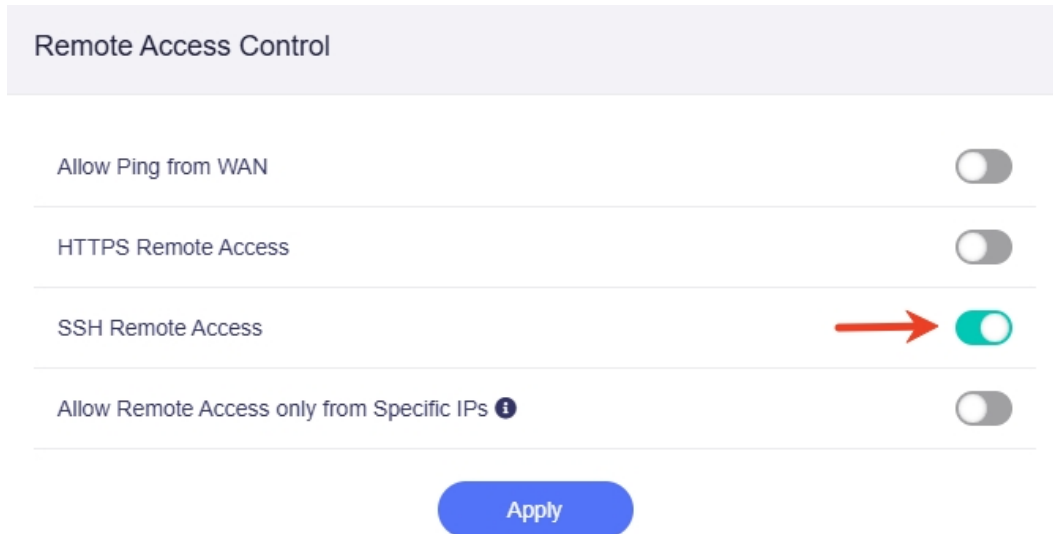 Remote Access Control
Allow Ping from WAN
HTTPS Remote Access
SSH Remote Access
Allow Remote Access only from Specific IPs
Apply